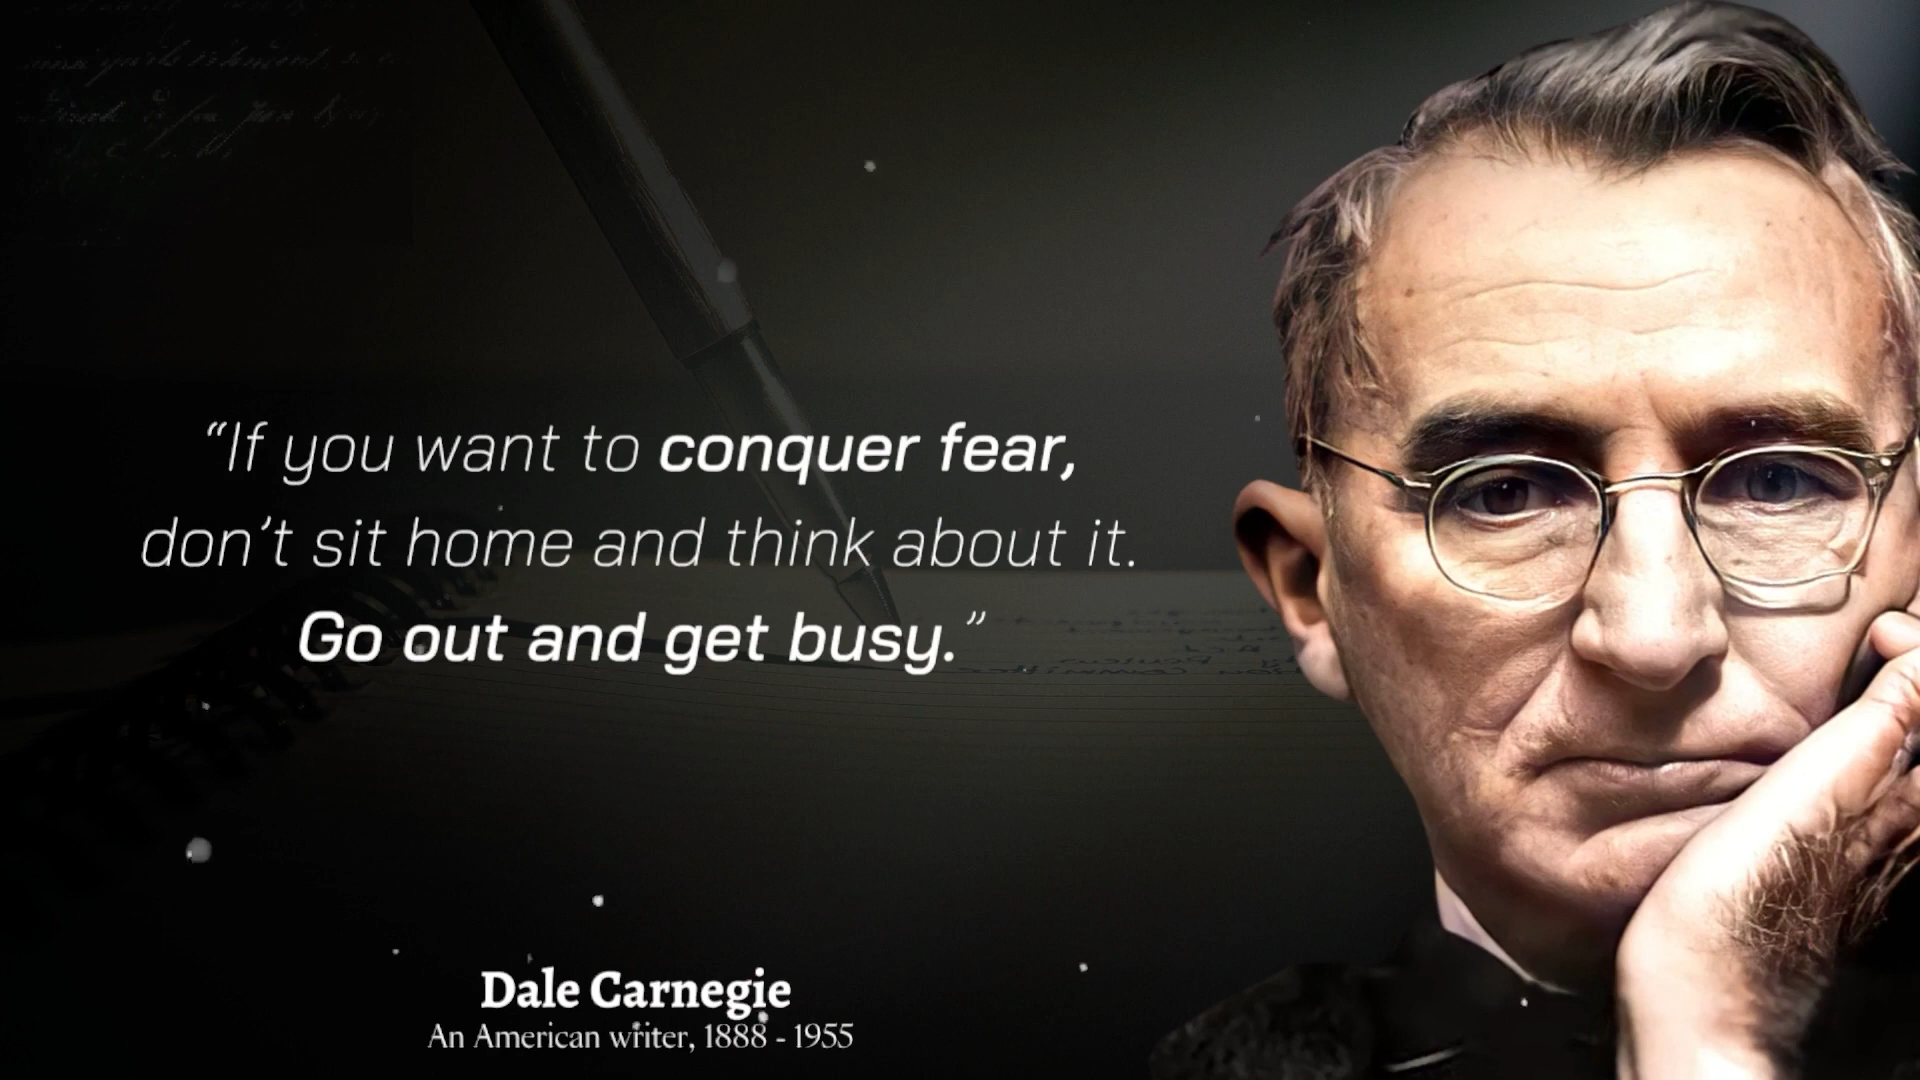 “If you want to conquer fear,
don’t sit home and think about it.
Go out and get busy.”
Dale Carnegie
An American writer, 1888 - 1955